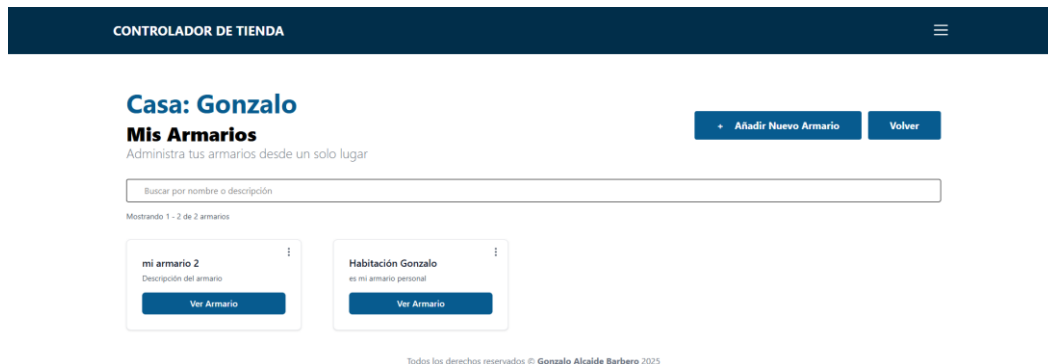 CONTROLADOR DE TIENDA
Casa: Gonzalo
Mis Armarios
Administra tus armarios desde un solo lugar
+ Añadir Nuevo Armario
Volver
Buscar por nombre o descripción
Mostrando 1 - 2 de 2 armarios
mi armario 2
Descripción del armario
Ver Armario
Habitación Gonzalo
es mi armario personal
Ver Armario
Todos los derechos reservados © Gonzalo Alcaide Barbero 2025